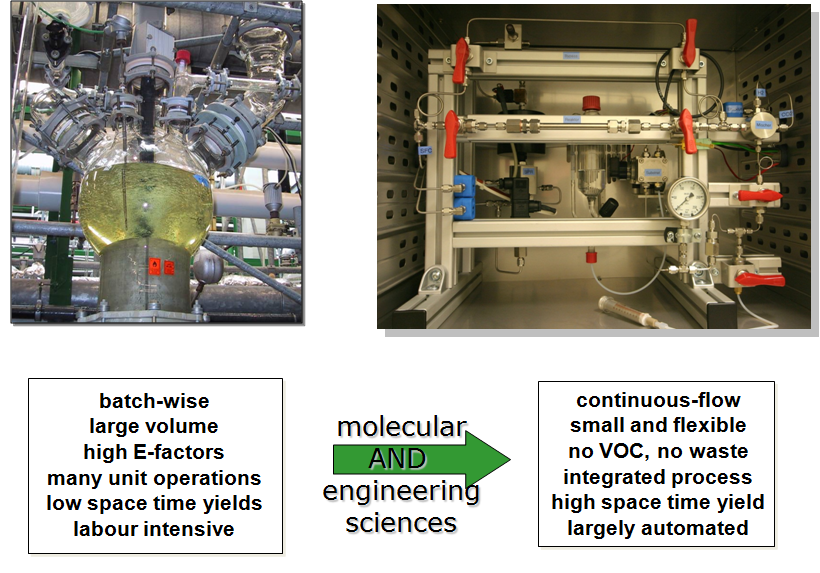 batch-wise
large volume
high E-factors
many unit operations
low space time yields
labour intensive
molecular
AND
engineering
sciences
continuous-flow
small and flexible
no VOC, no waste
integrated process
high space time yield
largely automated